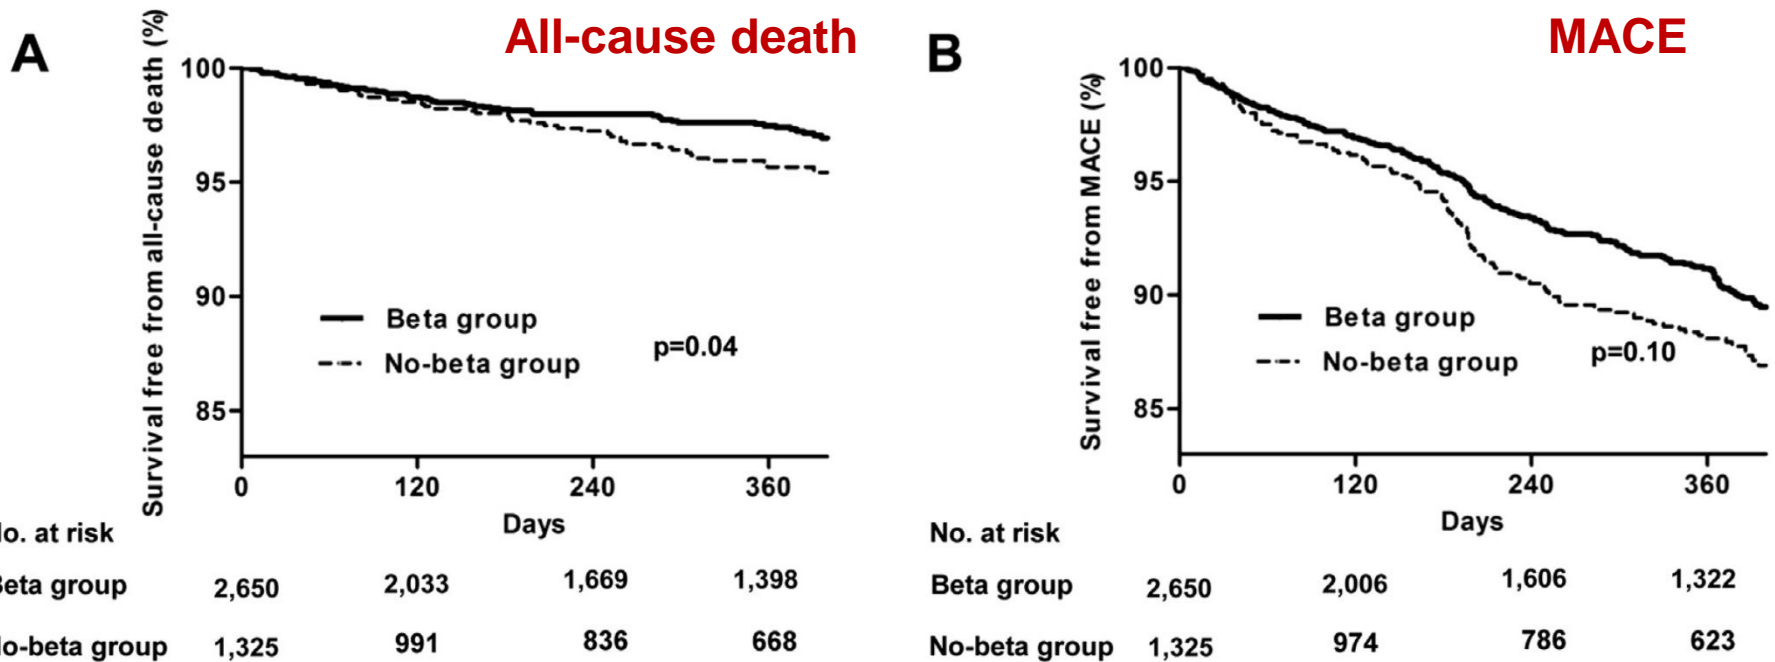 A
All-cause death
Survival free from all-cause death (%)
100
95
90
85
Beta group
No-beta group
p=0.04
0 120 240 360
Days
No. at risk
Beta group 2,650 2,033 1,669 1,398
No-beta group 1,325 991 836 668
B
MACE
Survival free from MACE (%)
100
95
90
85
Beta group
No-beta group
p=0.10
0 120 240 360
Days
No. at risk
Beta group 2,650 2,006 1,606 1,322
No-beta group 1,325 974 786 623